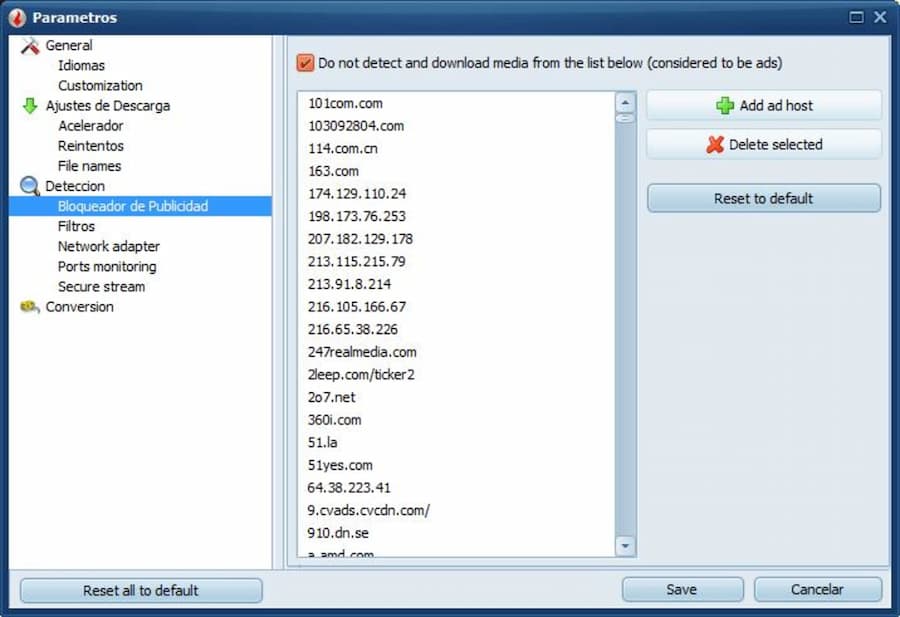 Parametros
General
Idiomas
Customization
Ajustes de Descarga
Acelerador
Reintentos
File names
Deteccion
Bloqueador de Publicidad
Filtros
Network adapter
Ports monitoring
Secure stream
Conversion
Do not detect and download media from the list below (considered to be ads)
101com.com
103092804.com
114.com.cn
163.com
174.129.110.24
198.173.76.253
207.182.129.178
213.115.215.79
213.91.8.214
216.105.166.67
216.65.38.226
247realmedia.com
2leep.com/ticker2
2o7.net
360i.com
51.la
51yes.com
64.38.223.41
9.cvads.cvcdn.com/
910.dn.se
a.amd.com
Add ad host
Delete selected
Reset to default
Reset all to default
Save
Cancelar